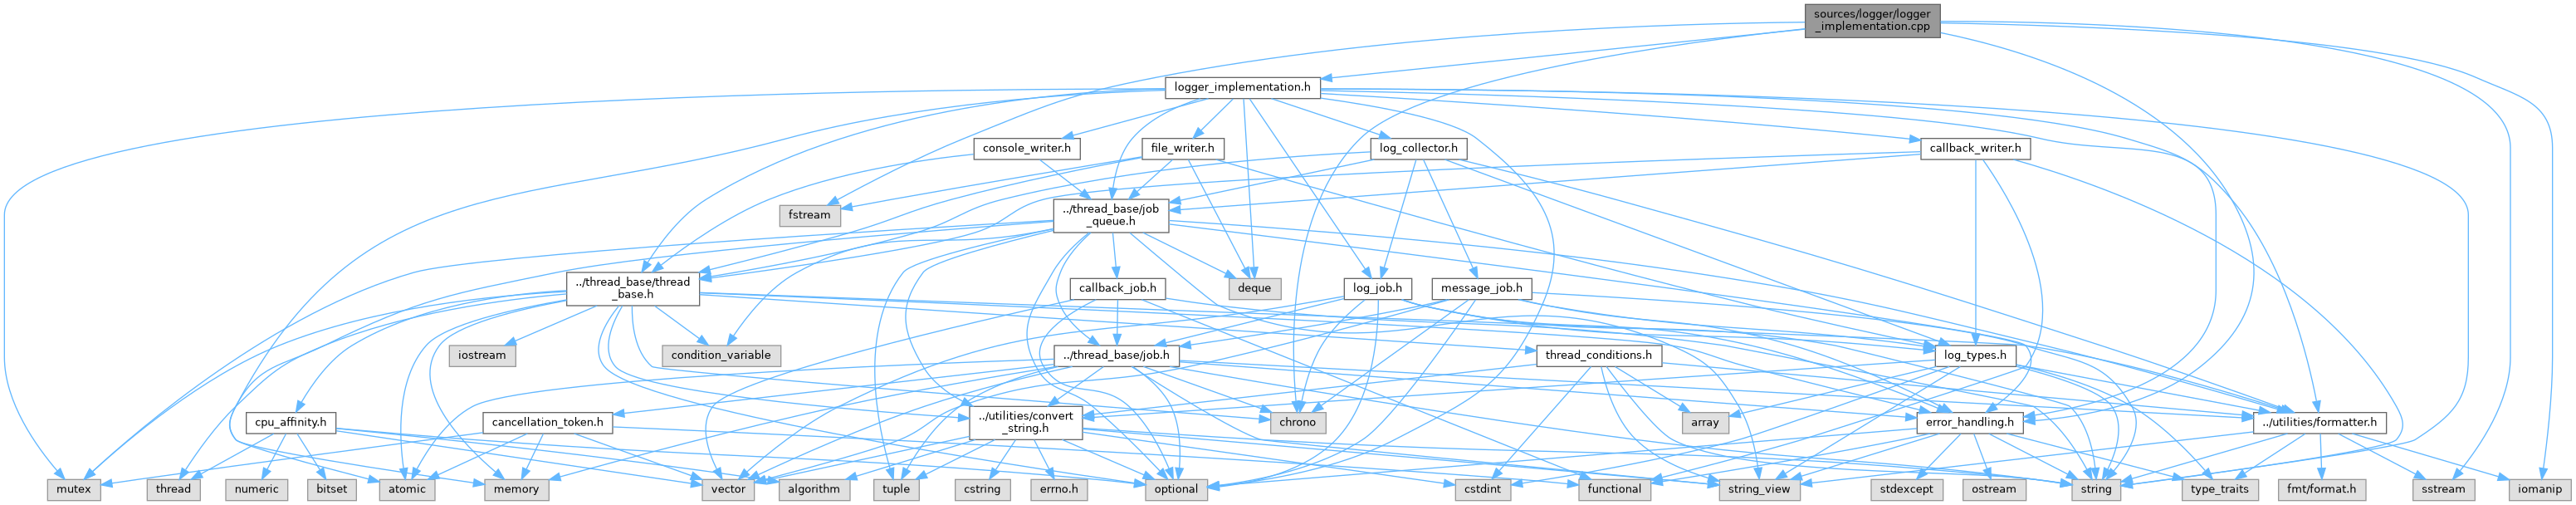 sources/logger/logger
_implementation.cpp
logger_implementation.h
console_writer.h
file_writer.h
log_collector.h
callback_writer.h
fstream
../thread_base/job
_queue.h
../thread_base/thread
_base.h
callback_job.h
deque
log_job.h
message_job.h
iostream
condition_variable
../thread_base/job.h
thread_conditions.h
log_types.h
cpu_affinity.h
cancellation_token.h
../utilities/convert
_string.h
chrono
array
error_handling.h
../utilities/formatter.h
mutex
thread
numeric
bitset
atomic
memory
vector
algorithm
tuple
cstring
errno.h
optional
cstdint
functional
string_view
stdexcept
ostream
string
type_traits
fmt/format.h
sstream
iomanip